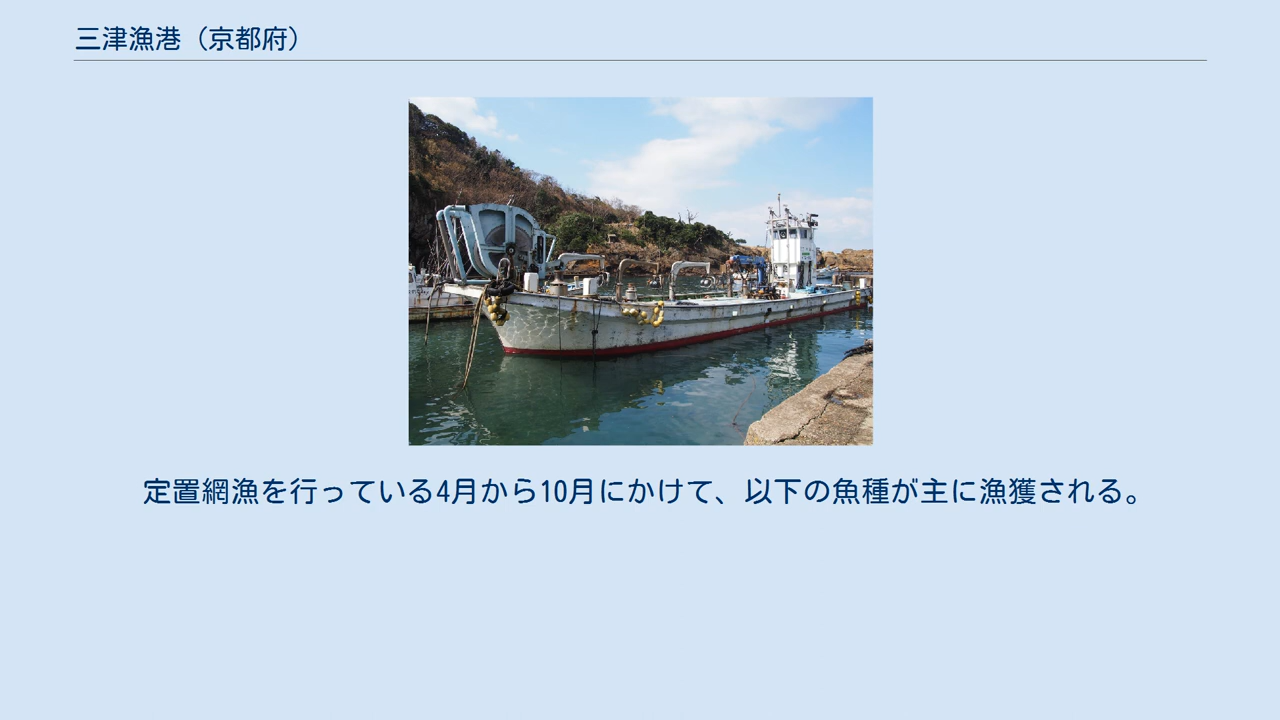 三津漁港（京都府）
定置網漁を行っている4月から10月にかけて、以下の魚種が主に漁獲される。